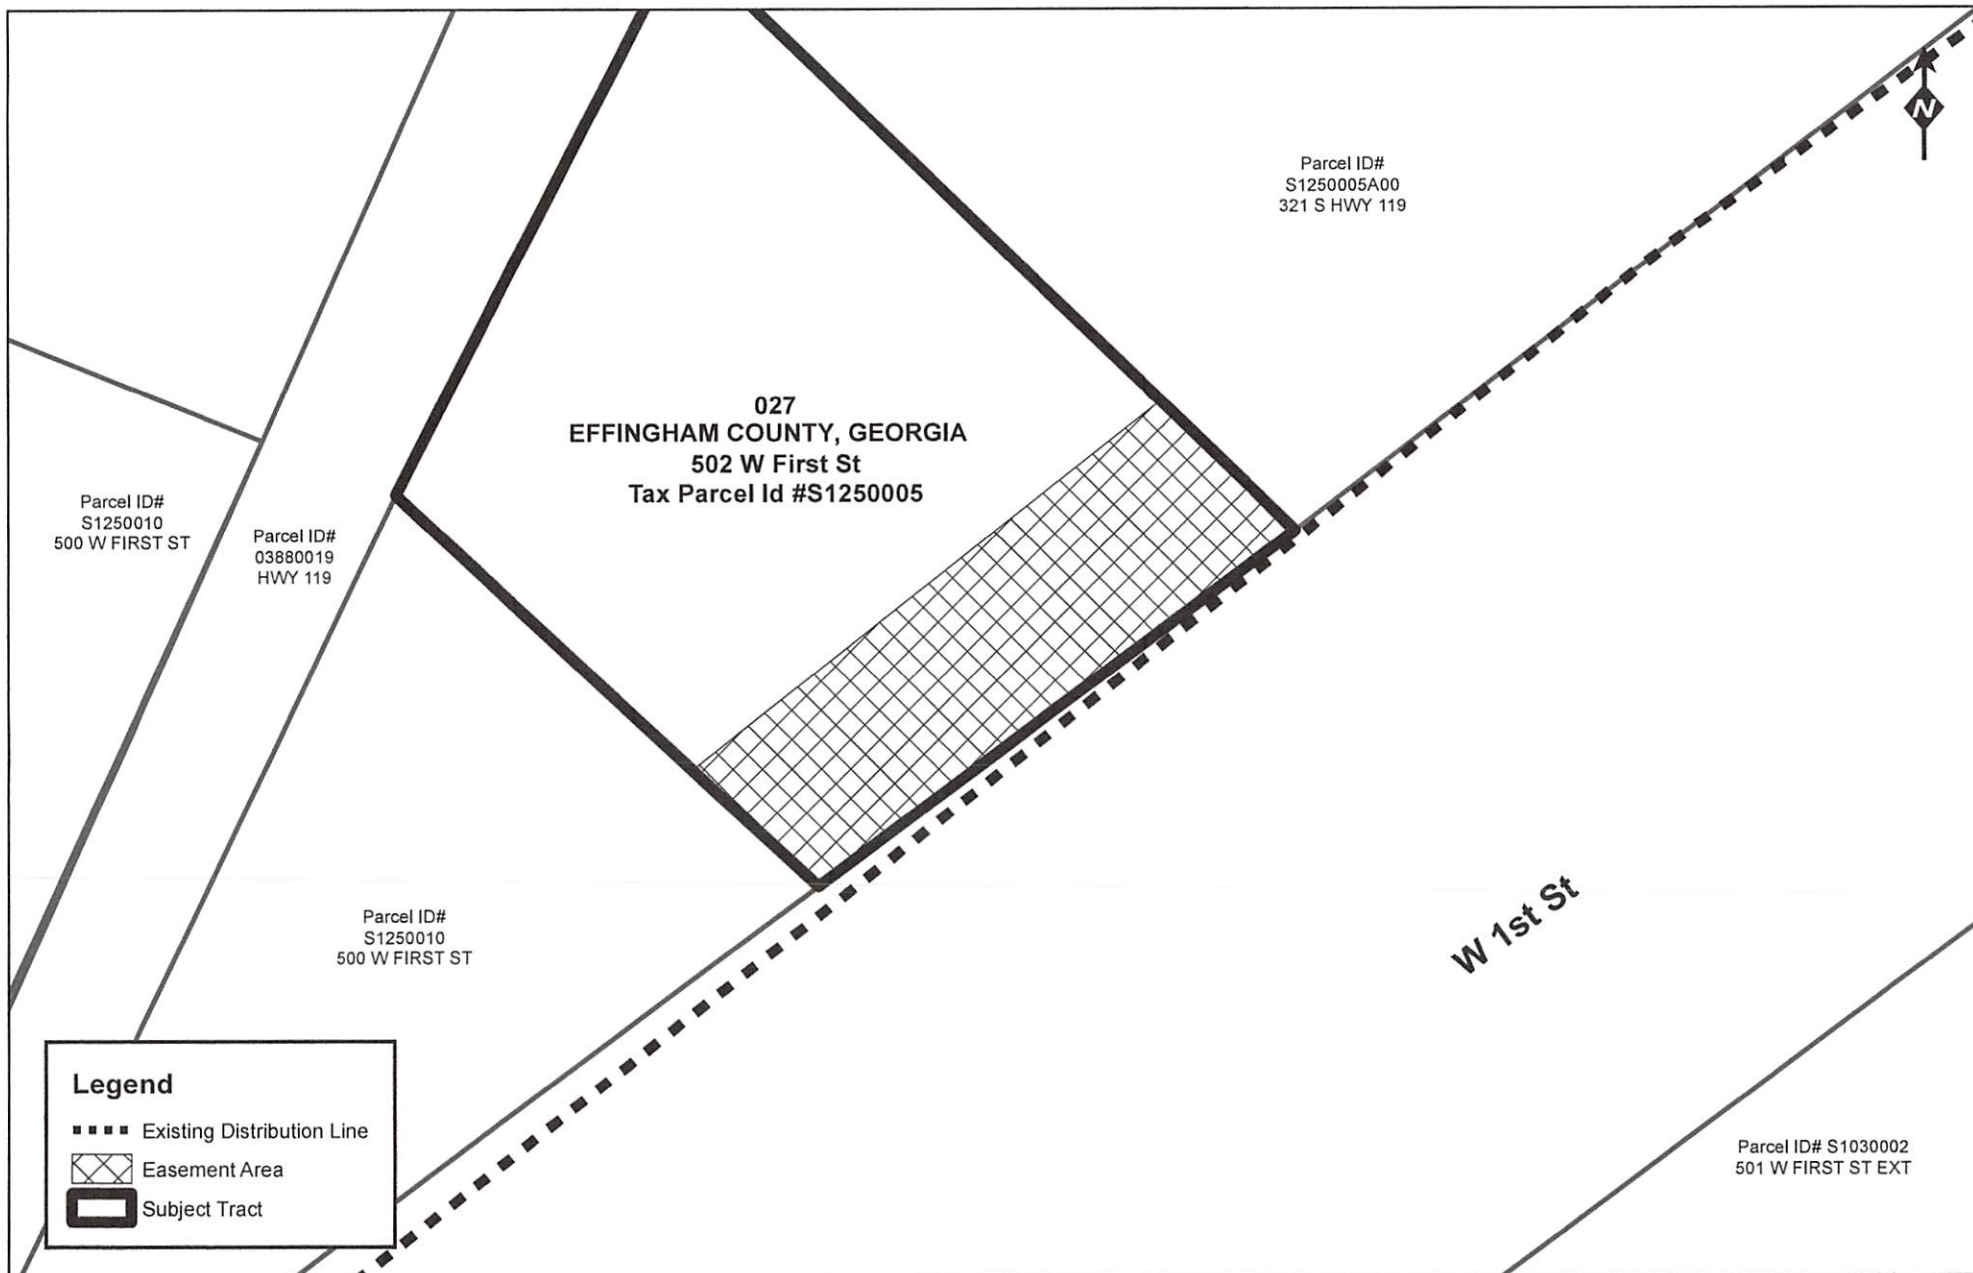 N
Parcel ID#
S1250005A00
321 S HWY 119
027
EFFINGHAM COUNTY, GEORGIA
502 W First St
Tax Parcel Id #S1250005
Parcel ID#
S1250010
500 W FIRST ST
Parcel ID#
03880019
HWY 119
Parcel ID#
S1250010
500 W FIRST ST
W 1st St
Legend
Existing Distribution Line
Easement Area
Subject Tract
Parcel ID# S1030002
501 W FIRST ST EXT